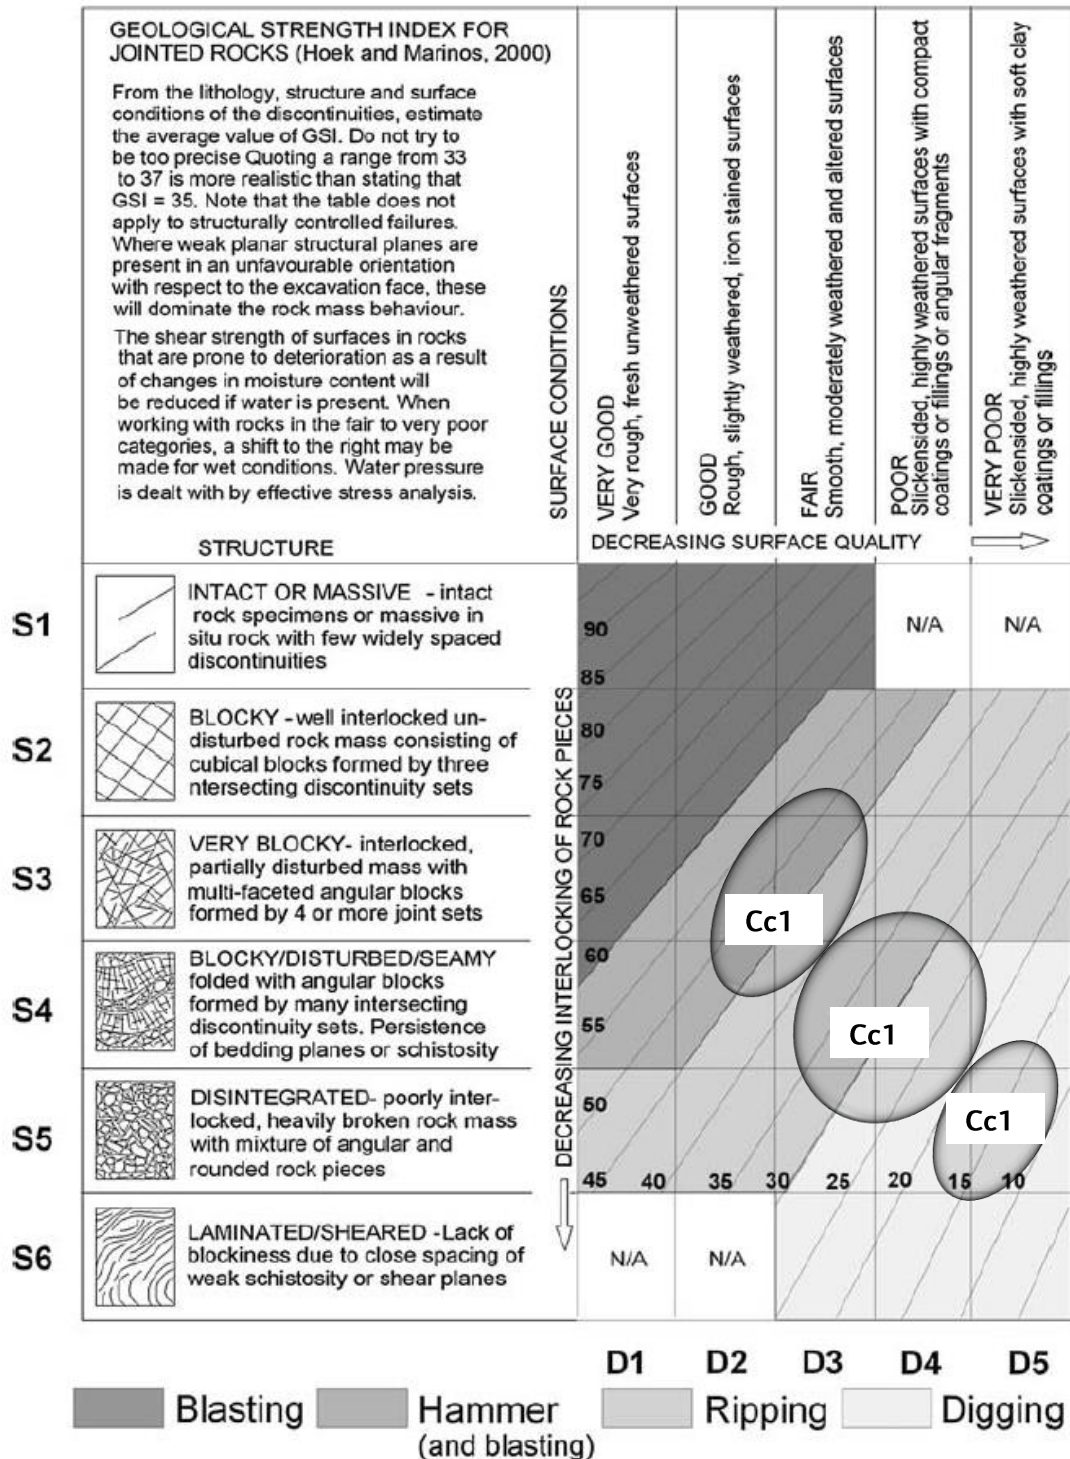 GEOLOGICAL STRENGTH INDEX FOR
JOINTED ROCKS (Hoek and Marinos, 2000)
From the lithology, structure and surface
conditions of the discontinuities, estimate
the average value of GSI. Do not try to
be too precise Quoting a range from 33
to 37 is more realistic than stating that
GSI = 35. Note that the table does not
apply to structurally controlled failures.
Where weak planar structural planes are
present in an unfavourable orientation
with respect to the excavation face, these
will dominate the rock mass behaviour.
The shear strength of surfaces in rocks
that are prone to deterioration as a result
of changes in moisture content will
be reduced if water is present. When
working with rocks in the fair to very poor
categories, a shift to the right may be
made for wet conditions. Water pressure
is dealt with by effective stress analysis.
STRUCTURE
SURFACE CONDITIONS
VERY GOOD
Very rough, fresh unweathered surfaces
GOOD
Rough, slightly weathered, iron stained surfaces
FAIR
Smooth, moderately weathered and altered surfaces
POOR
Slickensided, highly weathered surfaces with compact
coatings or fillings or angular fragments
VERY POOR
Slickensided, highly weathered surfaces with soft clay
coatings or fillings
DECREASING SURFACE QUALITY
S1
INTACT OR MASSIVE - intact
rock specimens or massive in
situ rock with few widely spaced
discontinuities
90
85
N/A
N/A
S2
BLOCKY - well interlocked un-
disturbed rock mass consisting of
cubical blocks formed by three
ntersecting discontinuity sets
80
75
DECREASING INTERLOCKING OF ROCK PIECES
S3
VERY BLOCKY- interlocked,
partially disturbed mass with
multi-faceted angular blocks
formed by 4 or more joint sets
70
65
Cc1
S4
BLOCKY/DISTURBED/SEAMY
folded with angular blocks
formed by many intersecting
discontinuity sets. Persistence
of bedding planes or schistosity
60
55
Cc1
S5
DISINTEGRATED- poorly inter-
locked, heavily broken rock mass
with mixture of angular and
rounded rock pieces
50
Cc1
45 40 35 30 25 20 15 10
S6
LAMINATED/SHEARED - Lack of
blockiness due to close spacing of
weak schistosity or shear planes
N/A
N/A
D1 D2 D3 D4 D5
Blasting
Hammer
(and blasting)
Ripping
Digging